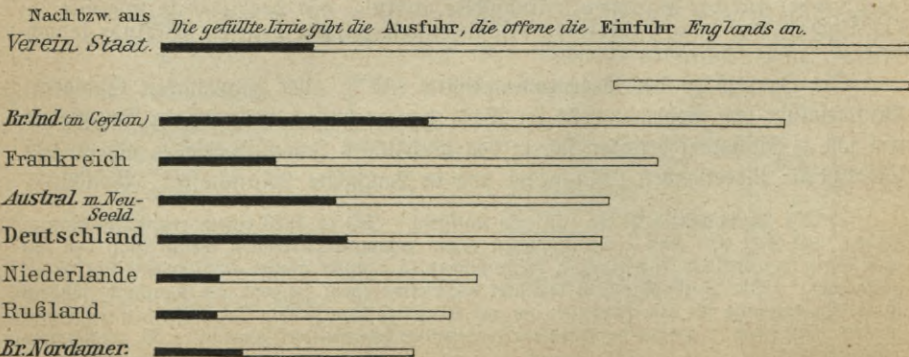 Nach bzw. aus
Die gefüllte Linie gibt die Ausfuhr, die offene die Einfuhr Englands an.
Verein. Staat.
Br. Ind. (m. Ceylon)
Frankreich
Austral. m. Neu-
Seeld.
Deutschland
Niederlande
Rußland
Br. Nordamer.